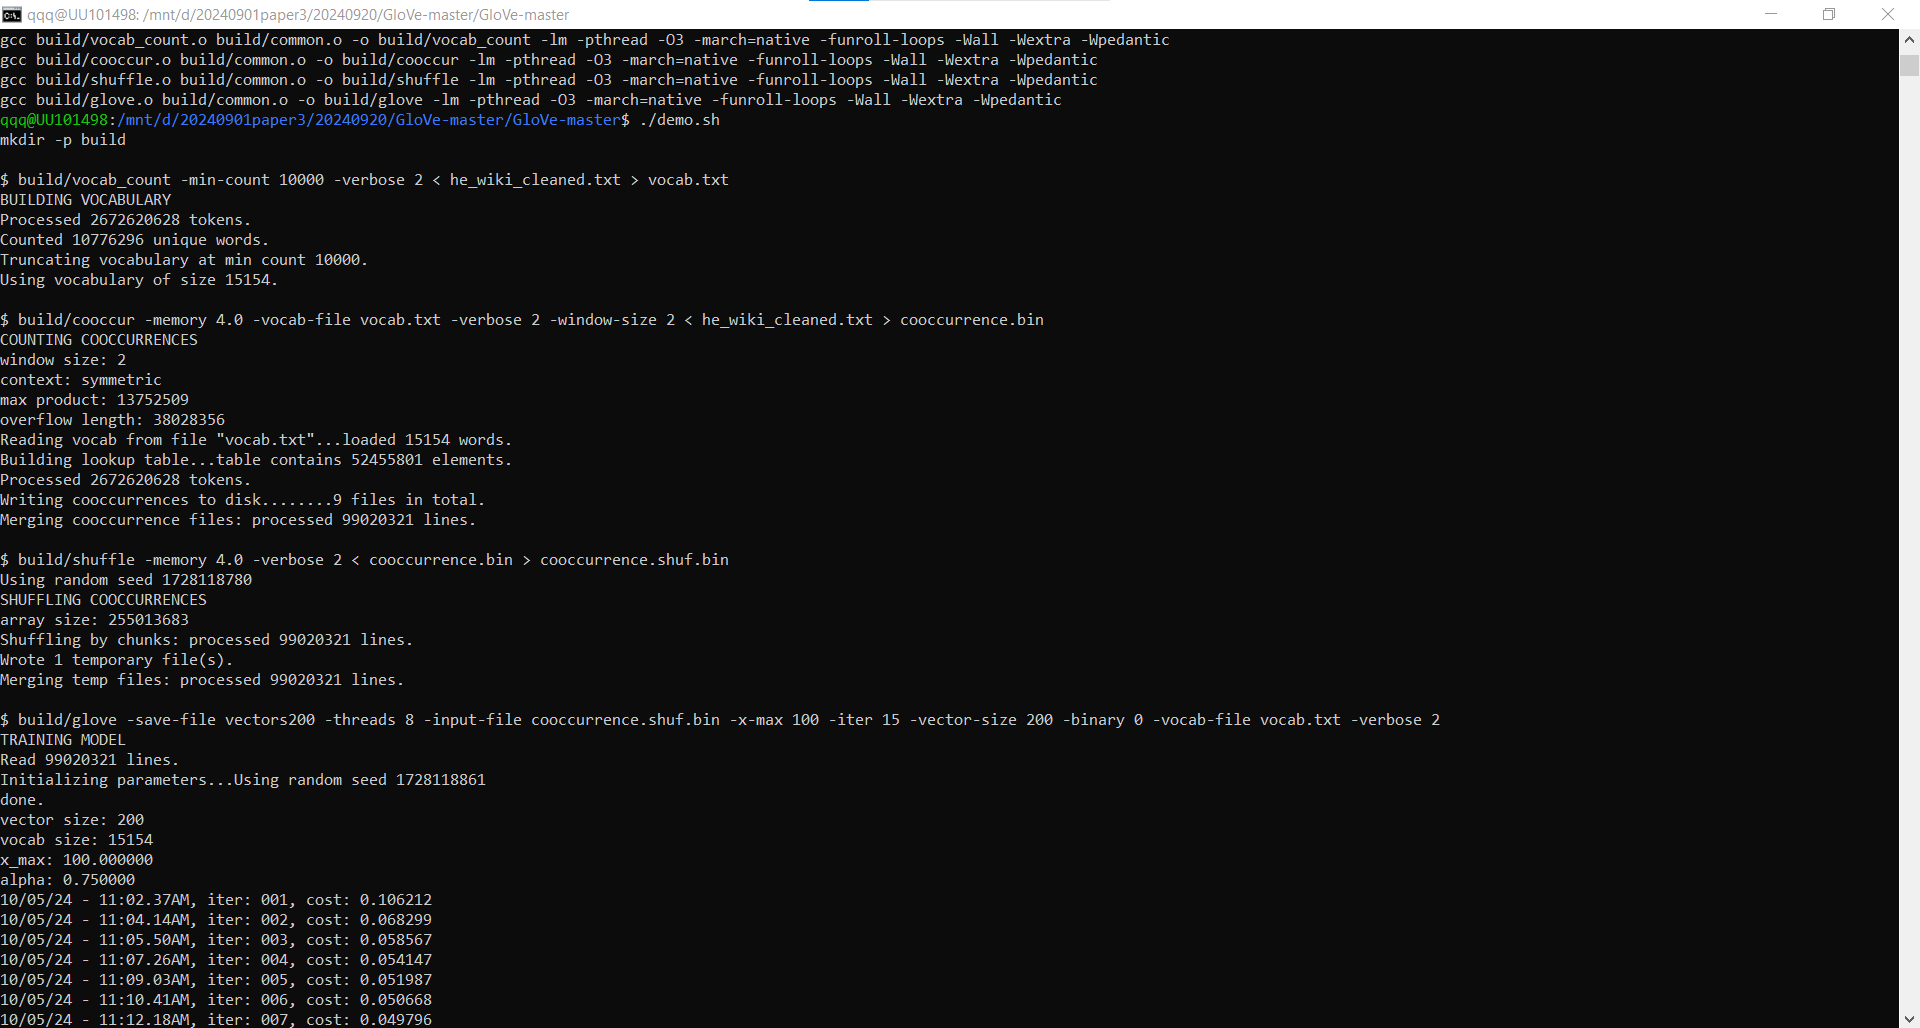 qqq@UU101498: /mnt/d/20240901paper3/20240920/GloVe-master/GloVe-master
gcc build/vocab_count.o build/common.o -o build/vocab_count -lm -pthread -O3 -march=native -funroll-loops -Wall -Wextra -Wpedantic
gcc build/cooccur.o build/common.o -o build/cooccur -lm -pthread -O3 -march=native -funroll-loops -Wall -Wextra -Wpedantic
gcc build/shuffle.o build/common.o -o build/shuffle -lm -pthread -O3 -march=native -funroll-loops -Wall -Wextra -Wpedantic
gcc build/glove.o build/common.o -o build/glove -lm -pthread -O3 -march=native -funroll-loops -Wall -Wextra -Wpedantic
qqq@UU101498:/mnt/d/20240901paper3/20240920/GloVe-master/GloVe-master$ ./demo.sh
mkdir -p build
$ build/vocab_count -min-count 10000 -verbose 2 < he_wiki_cleaned.txt > vocab.txt
BUILDING VOCABULARY
Processed 2672620628 tokens.
Counted 10776296 unique words.
Truncating vocabulary at min count 10000.
Using vocabulary of size 15154.
$ build/cooccur -memory 4.0 -vocab-file vocab.txt -verbose 2 -window-size 2 < he_wiki_cleaned.txt > cooccurrence.bin
COUNTING COOCCURRENCES
window size: 2
context: symmetric
max product: 13752509
overflow length: 38028356
Reading vocab from file "vocab.txt"...loaded 15154 words.
Building lookup table...table contains 52455801 elements.
Processed 2672620628 tokens.
Writing cooccurrences to disk........9 files in total.
Merging cooccurrence files: processed 99020321 lines.
$ build/shuffle -memory 4.0 -verbose 2 < cooccurrence.bin > cooccurrence.shuf.bin
Using random seed 1728118780
SHUFFLING COOCCURRENCES
array size: 255013683
Shuffling by chunks: processed 99020321 lines.
Wrote 1 temporary file(s).
Merging temp files: processed 99020321 lines.
$ build/glove -save-file vectors200 -threads 8 -input-file cooccurrence.shuf.bin -x-max 100 -iter 15 -vector-size 200 -binary 0 -vocab-file vocab.txt -verbose 2
TRAINING MODEL
Read 99020321 lines.
Initializing parameters...Using random seed 1728118861
done.
vector size: 200
vocab size: 15154
x_max: 100.000000
alpha: 0.750000
10/05/24 - 11:02.37AM, iter: 001, cost: 0.106212
10/05/24 - 11:04.14AM, iter: 002, cost: 0.068299
10/05/24 - 11:05.50AM, iter: 003, cost: 0.058567
10/05/24 - 11:07.26AM, iter: 004, cost: 0.054147
10/05/24 - 11:09.03AM, iter: 005, cost: 0.051987
10/05/24 - 11:10.41AM, iter: 006, cost: 0.050668
10/05/24 - 11:12.18AM, iter: 007, cost: 0.049796